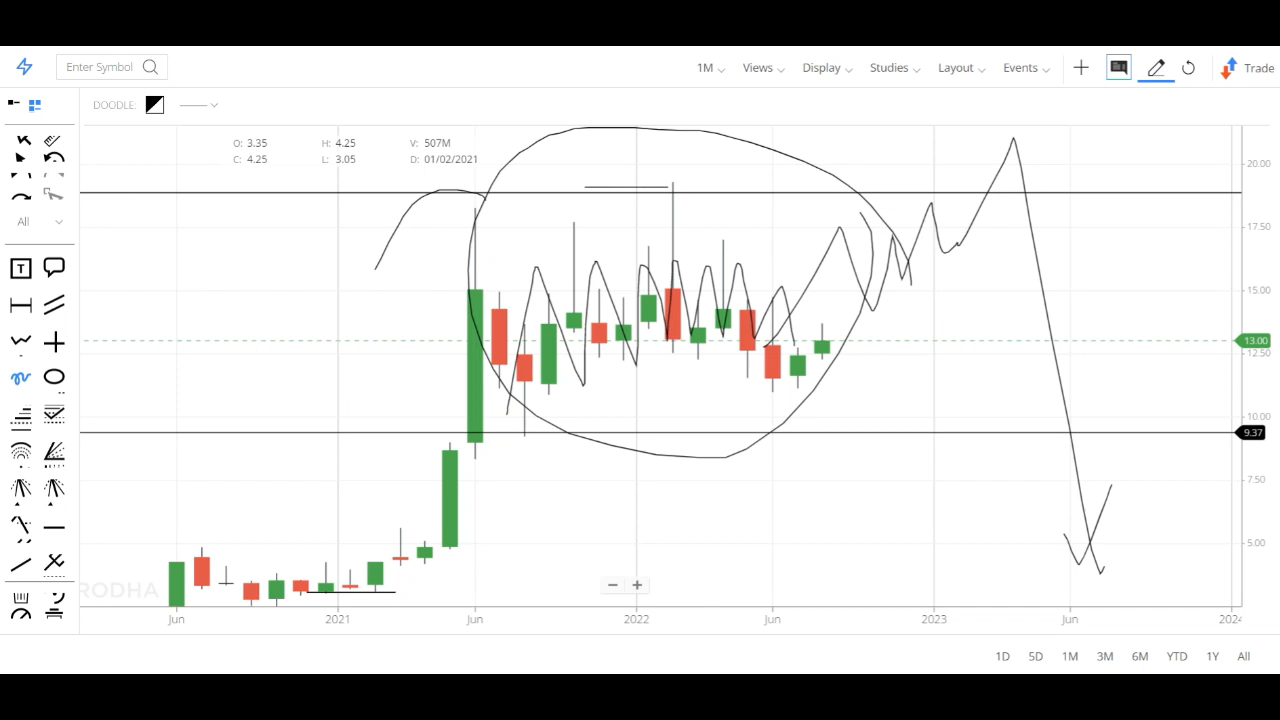 Enter Symbol 1M Views Display Studies Layout Events Trade
DOODLE:
O: 3.35 H: 4.25 V: 507M
C: 4.25 L: 3.05 D: 01/02/2021
All
T
20.00
17.50
15.00
13.00
12.50
10.00
9.37
7.50
5.00
RODHA
Jun 2021 Jun 2022 Jun 2023 Jun 2024
1D 5D 1M 3M 6M YTD 1Y All